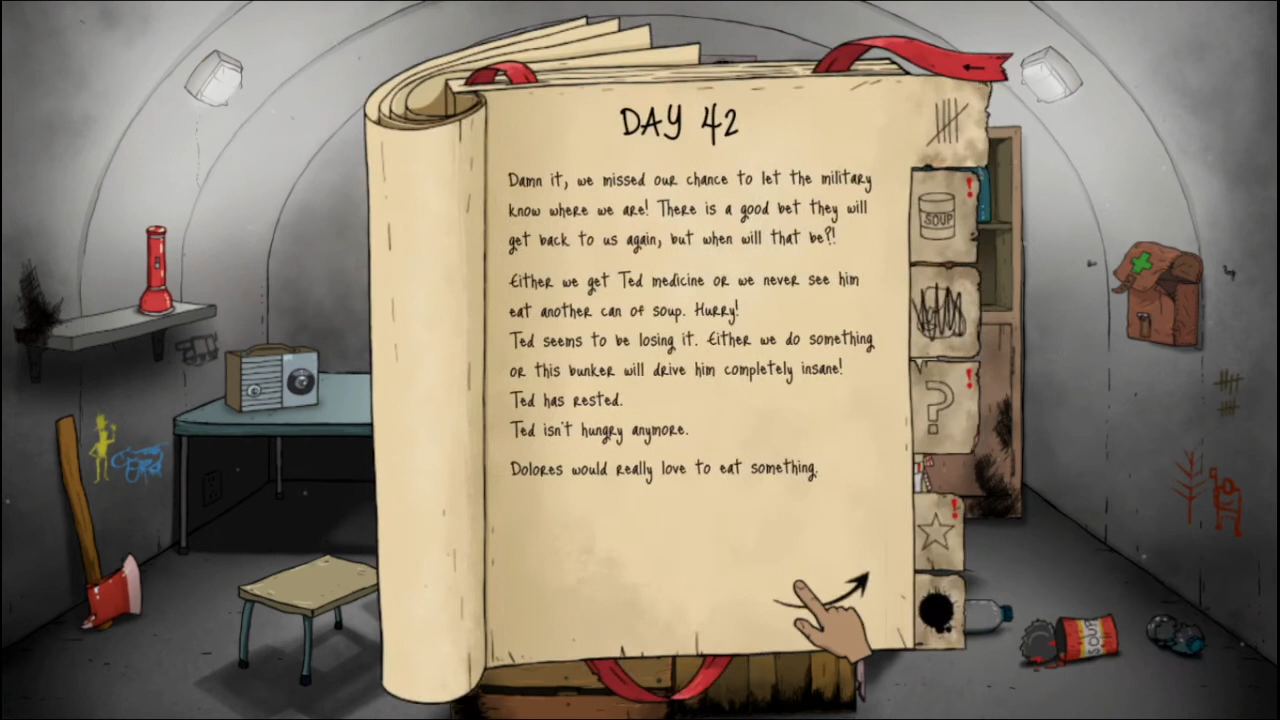 DAY 42
Damn it, we missed our chance to let the military
know where we are! There is a good bet they will
get back to us again, but when will that be?!
Either we get Ted medicine or we never see him
eat another can of soup. Hurry!
Ted seems to be losing it. Either we do something
or this bunker will drive him completely insane!
Ted has rested.
Ted isn't hungry anymore.
Dolores would really love to eat something.
!
SOUP
!
?
!
SOUP